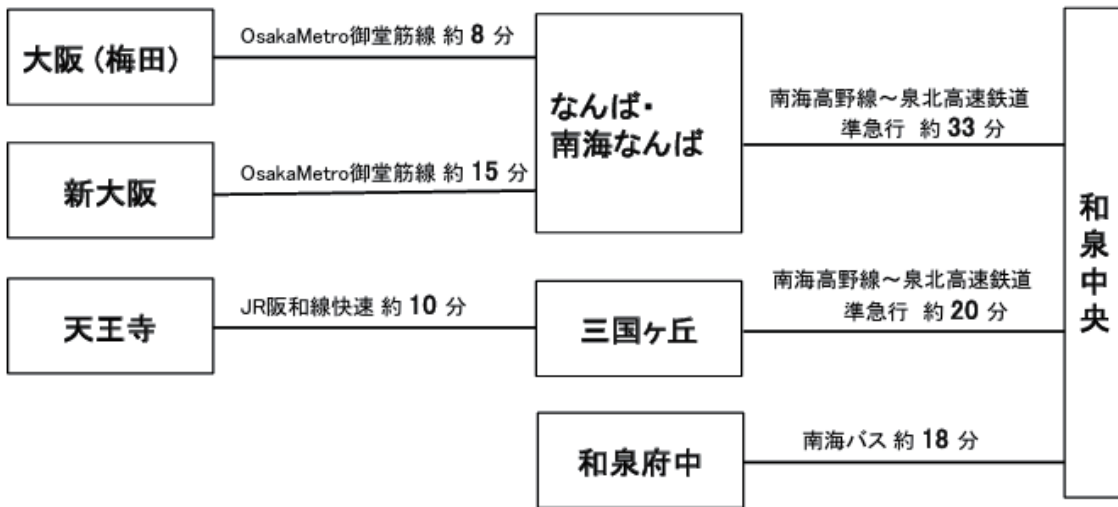 大阪（梅田）
OsakaMetro御堂筋線 約 8 分
新大阪
OsakaMetro御堂筋線 約 15 分
なんば・
南海なんば
南海高野線～泉北高速鉄道
準急行 約 33 分
天王寺
JR阪和線快速 約 10 分
三国ヶ丘
南海高野線～泉北高速鉄道
準急行 約 20 分
和泉府中
南海バス 約 18 分
和泉中央